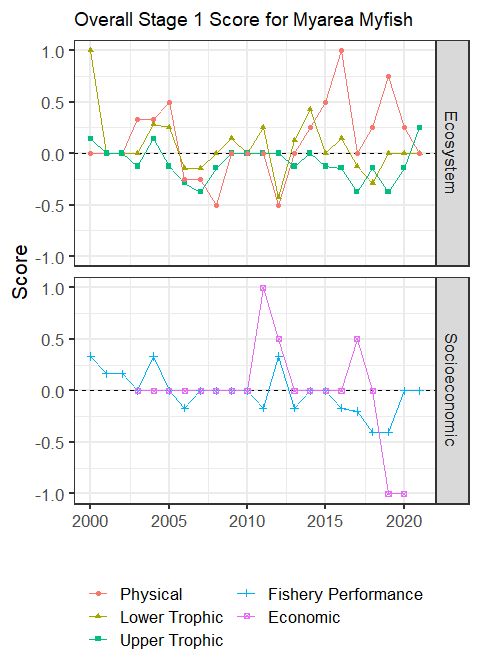 Overall Stage 1 Score for Myarea Myfish
Score
1.0
0.5
0.0
-0.5
-1.0
Ecosystem
1.0
0.5
0.0
-0.5
-1.0
Socioeconomic
2000 2005 2010 2015 2020
Physical
Lower Trophic
Upper Trophic
Fishery Performance
Economic